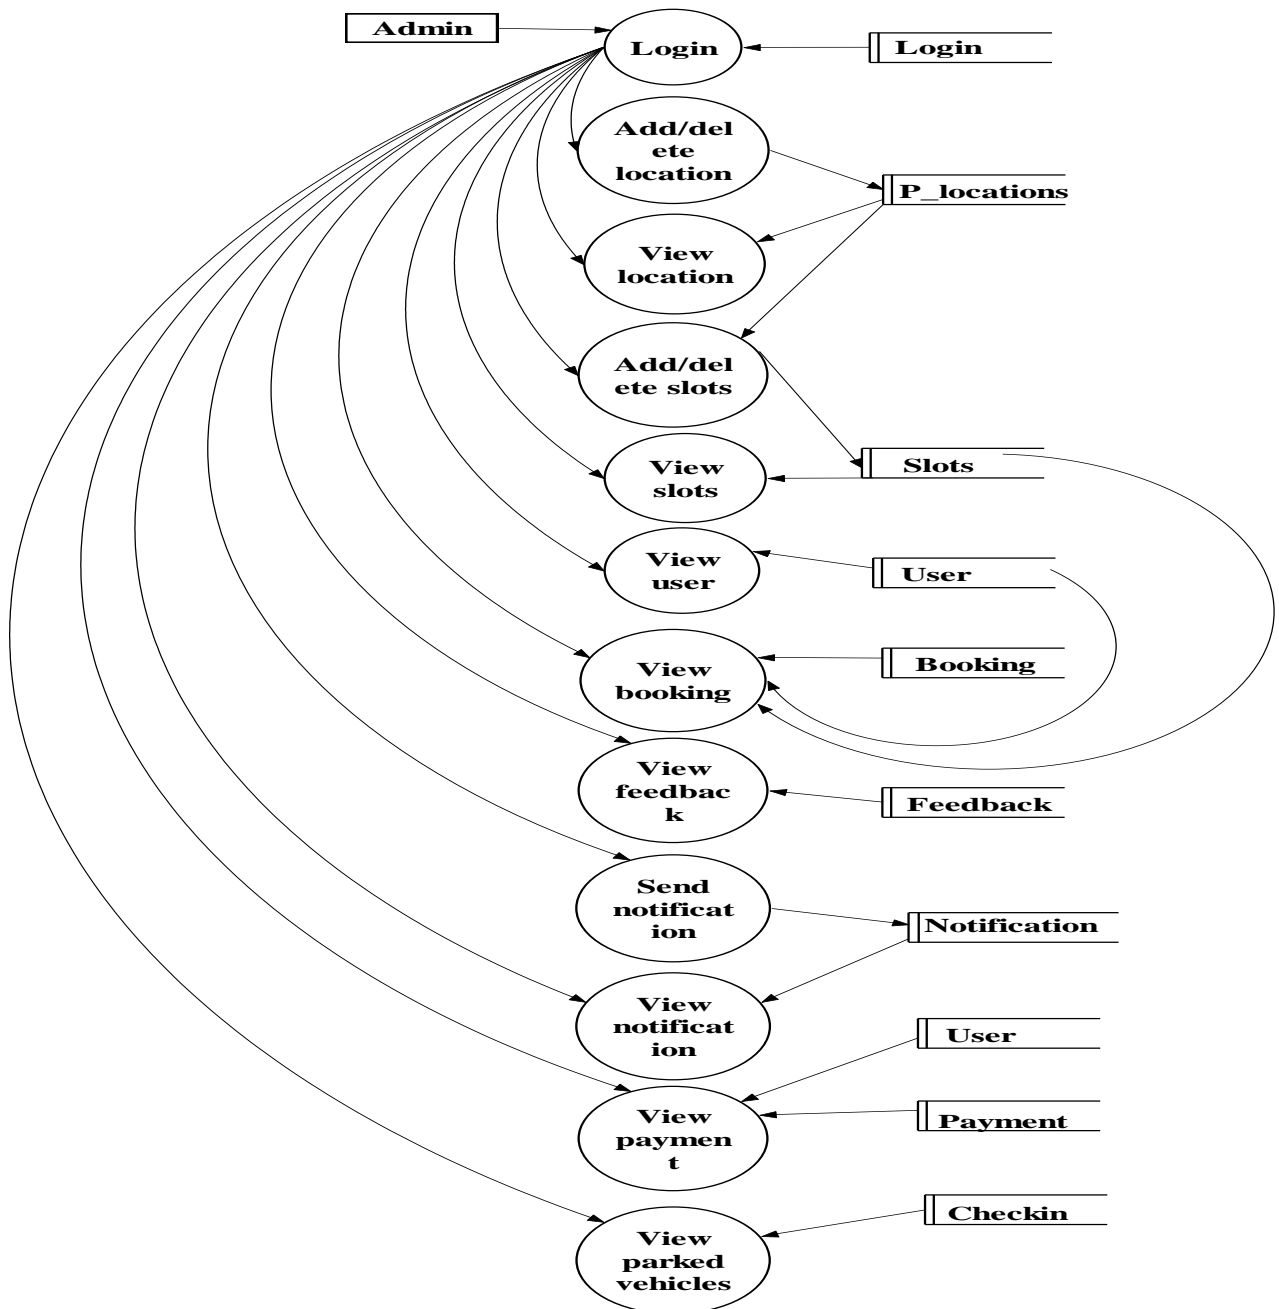 Admin
Login
Login
Add/del
ete
location
P_locations
View
location
Add/del
ete slots
View
slots
Slots
View
user
User
View
booking
Booking
View
feedbac
k
Feedback
Send
notificat
ion
Notification
View
notificat
ion
User
View
paymen
t
Payment
View
parked
vehicles
Checkin